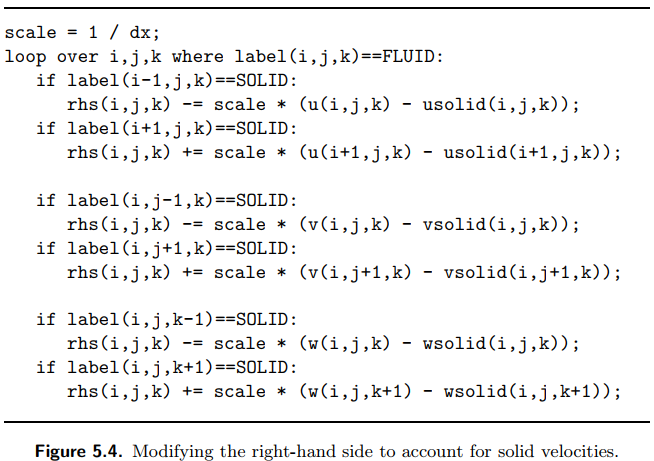 scale = 1 / dx;
loop over i,j,k where label(i,j,k)==FLUID:
   if label(i-1,j,k)==SOLID:
      rhs(i,j,k) -= scale * (u(i,j,k) - usolid(i,j,k));
   if label(i+1,j,k)==SOLID:
      rhs(i,j,k) += scale * (u(i+1,j,k) - usolid(i+1,j,k));

   if label(i,j-1,k)==SOLID:
      rhs(i,j,k) -= scale * (v(i,j,k) - vsolid(i,j,k));
   if label(i,j+1,k)==SOLID:
      rhs(i,j,k) += scale * (v(i,j+1,k) - vsolid(i,j+1,k));

   if label(i,j,k-1)==SOLID:
      rhs(i,j,k) -= scale * (w(i,j,k) - wsolid(i,j,k));
   if label(i,j,k+1)==SOLID:
      rhs(i,j,k) += scale * (w(i,j,k+1) - wsolid(i,j,k+1));

Figure 5.4. Modifying the right-hand side to account for solid velocities.